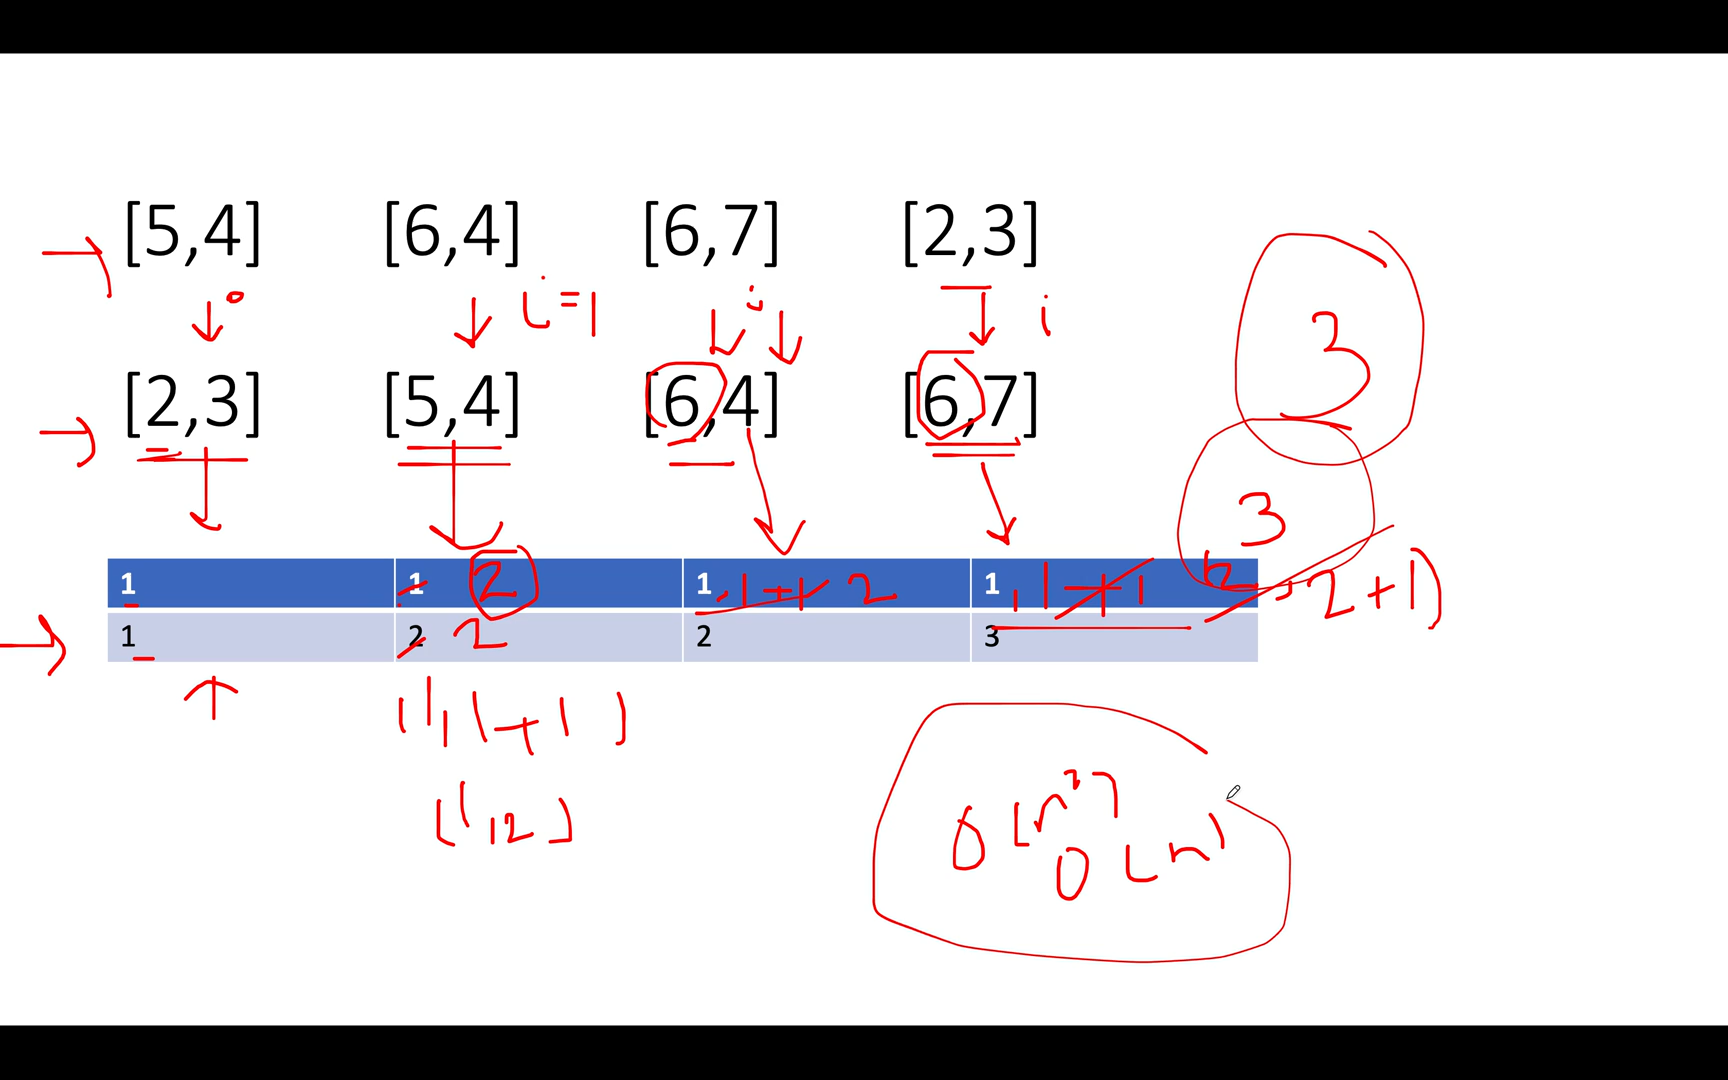 [5,4] [6,4] [6,7] [2,3]
0 i=1 i
3
[2,3] [5,4] [6,4] [6,7]
3
1 1 2 1 , 1+1 2 1 , 1+1 2 , 2+1)
1 2 2 2 3
(1, 1+1)
(1, 2)
O(n²)
O(n)